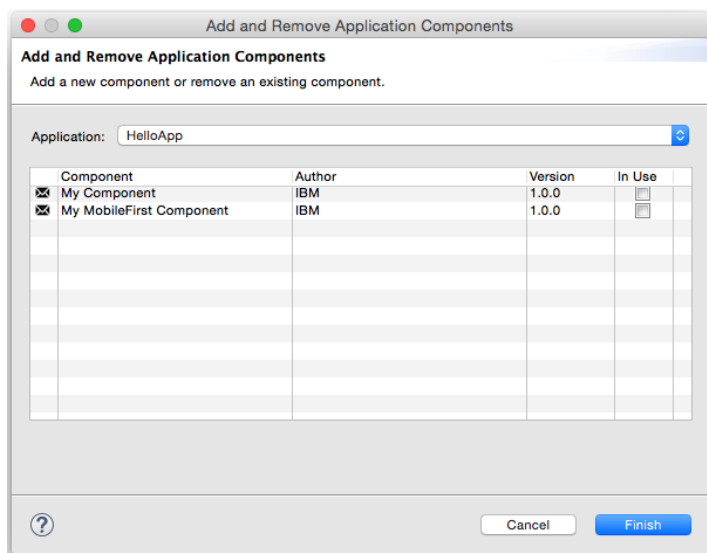 Add and Remove Application Components
Add and Remove Application Components
Add a new component or remove an existing component.
Application: HelloApp
Component Author Version In Use
My Component IBM 1.0.0
My MobileFirst Component IBM 1.0.0
? Cancel Finish